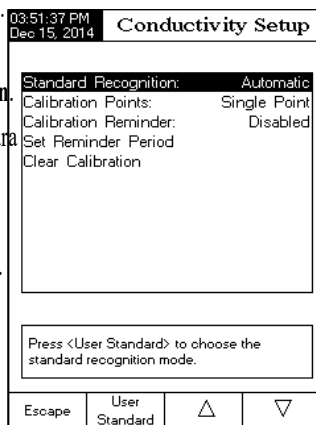 03:51:37 PM
Dec 15, 2014
Conductivity Setup
Standard Recognition: Automatic
Calibration Points: Single Point
Calibration Reminder: Disabled
Set Reminder Period
Clear Calibration
Press <User Standard> to choose the
standard recognition mode.
Escape
User
Standard